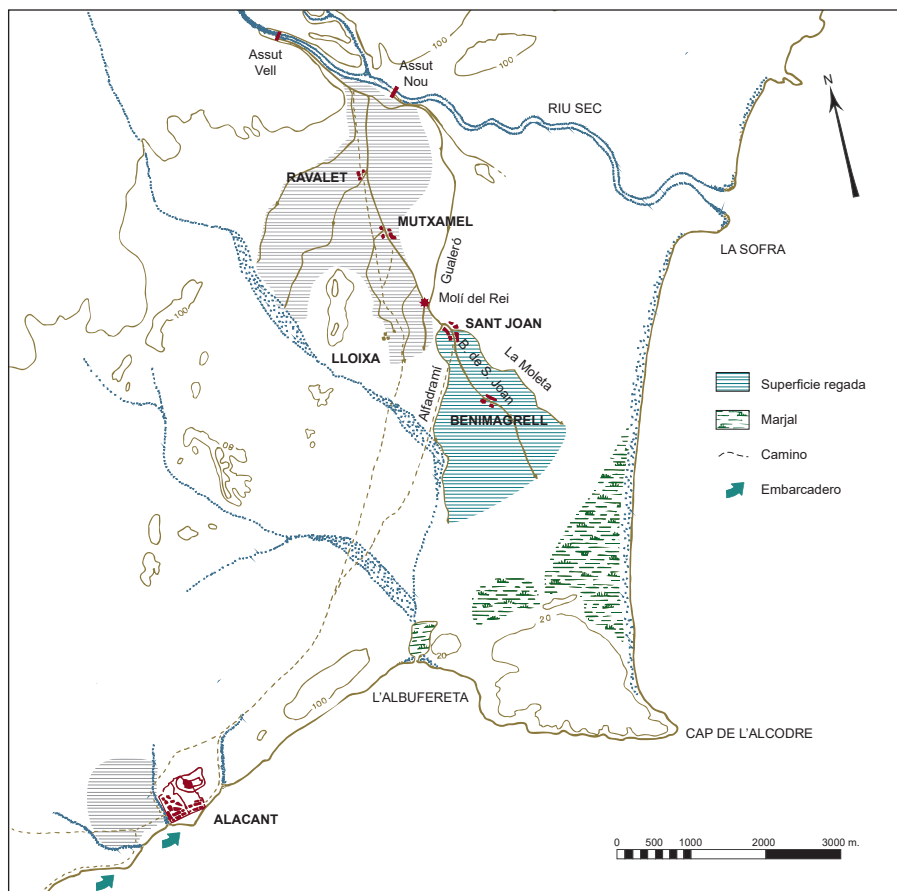 100
Assut
Vell
Assut
Nou
100
RIU SEC
N
RAVALET
MUTXAMEL
LA SOFRA
Gualeró
Molí del Rei
100
SANT JOAN
LLOIXA
B. de S. Joan
La Moleta
Alfadramí
BENIMAGRELL
Superficie regada
Marjal
Camino
Embarcadero
80
20
20
100
L'ALBUFERETA
CAP DE L'ALCODRE
ALACANT
0 500 1000 2000 3000 m.